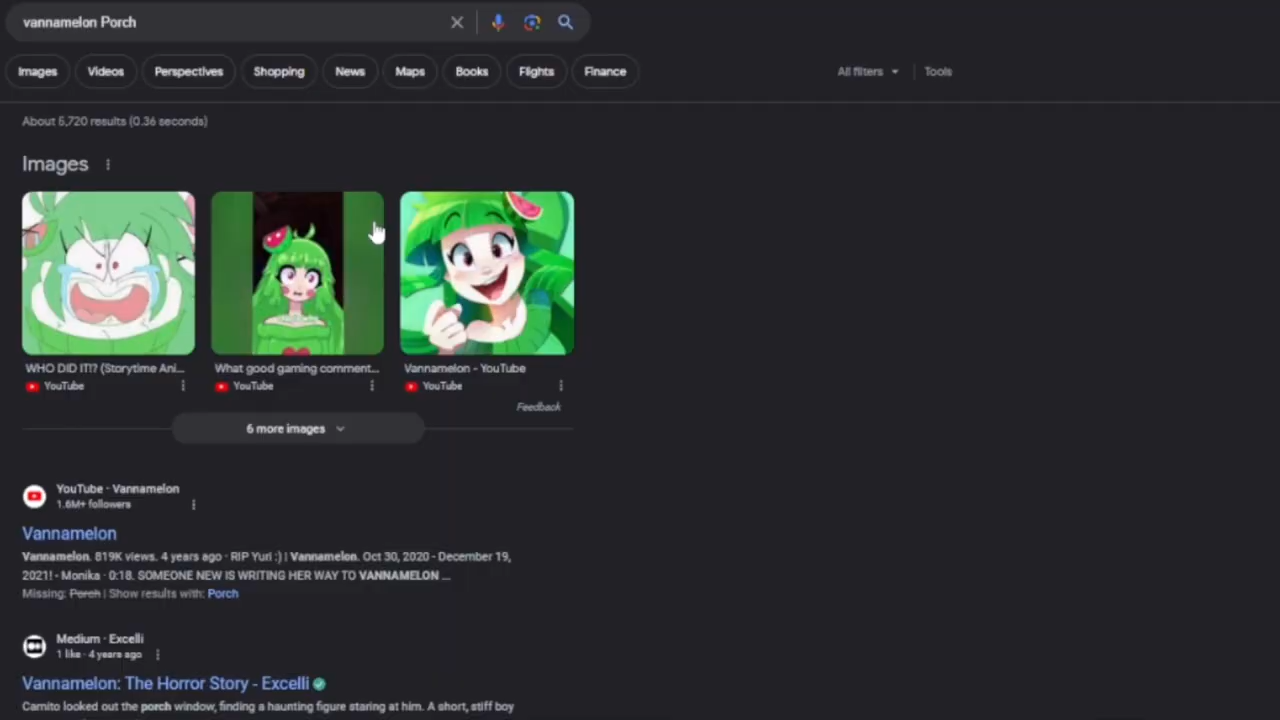 vannamelon Porch
Images Videos Perspectives Shopping News Maps Books Flights Finance All filters Tools
About 5,720 results (0.36 seconds)
Images
WHO DID IT!? (Storytime Ani... What good gaming comment... Vannamelon - YouTube
YouTube YouTube YouTube
Feedback
6 more images
YouTube · Vannamelon
1.6M+ followers
Vannamelon
Vannamelon. 819K views. 4 years ago · RIP Yuri :) | Vannamelon. Oct 30, 2020 - December 19,
2021! - Monika · 0:18. SOMEONE NEW IS WRITING HER WAY TO VANNAMELON ...
Missing: Porch | Show results with: Porch
Medium · Excelli
1 like · 4 years ago
Vannamelon: The Horror Story - Excelli
Camito looked out the porch window, finding a haunting figure staring at him. A short, stiff boy